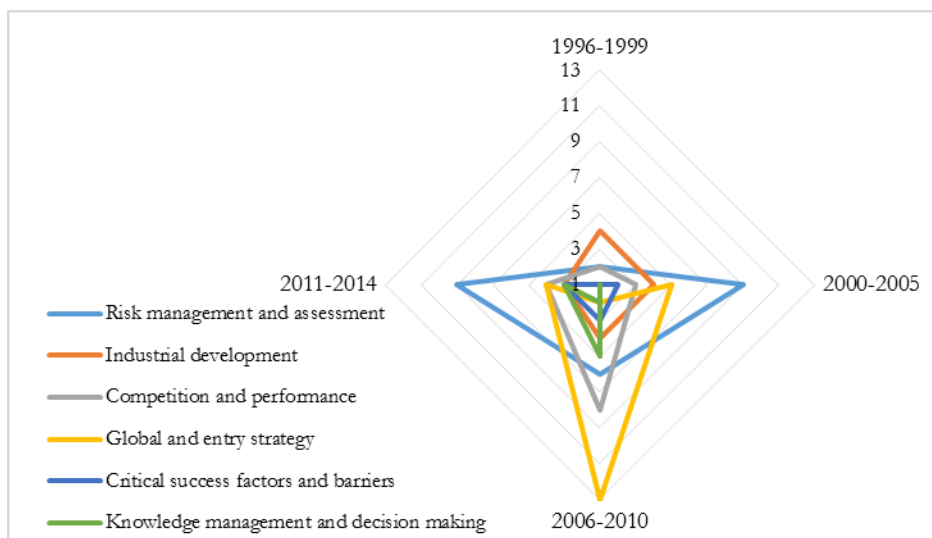 1996-1999
13
11
9
7
5
3
1
2011-2014
2000-2005
Risk management and assessment
Industrial development
Competition and performance
Global and entry strategy
Critical success factors and barriers
Knowledge management and decision making
2006-2010